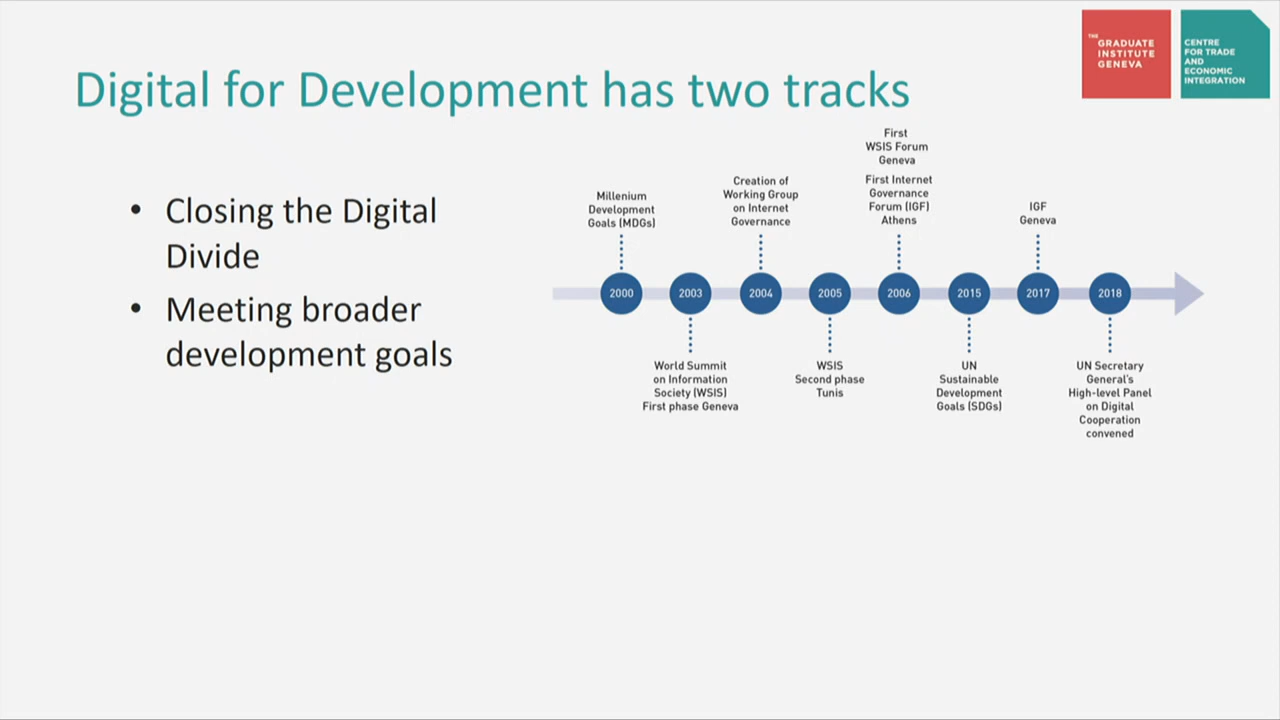 Digital for Development has two tracks
THE
GRADUATE
INSTITUTE
GENEVA
CENTRE
FOR TRADE
AND
ECONOMIC
INTEGRATION
• Closing the Digital
Divide
• Meeting broader
development goals
Millenium
Development
Goals (MDGs)
Creation of
Working Group
on Internet
Governance
First
WSIS Forum
Geneva
First Internet
Governance
Forum (IGF)
Athens
IGF
Geneva
2000 2003 2004 2005 2006 2015 2017 2018
World Summit
on Information
Society (WSIS)
First phase Geneva
WSIS
Second phase
Tunis
UN
Sustainable
Development
Goals (SDGs)
UN Secretary
General's
High-level Panel
on Digital
Cooperation
convened